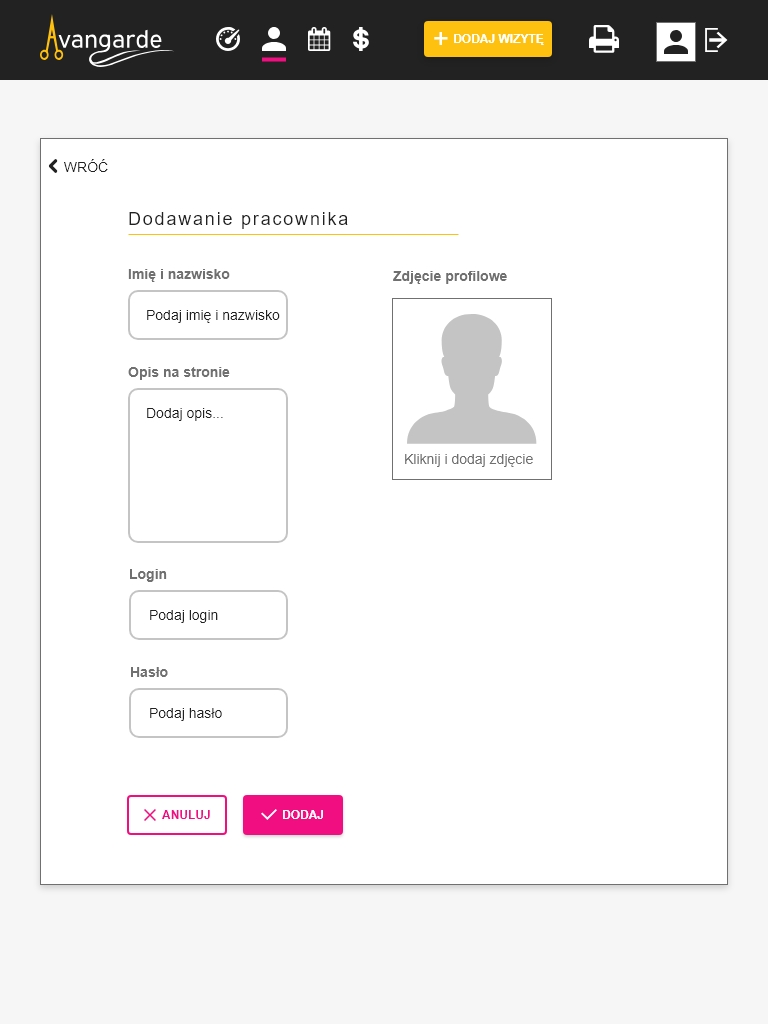 Avangarde
DODAJ WIZYTĘ
WRÓĆ
Dodawanie pracownika
Imię i nazwisko
Podaj imię i nazwisko
Opis na stronie
Dodaj opis...
Login
Podaj login
Hasło
Podaj hasło
Zdjęcie profilowe
Kliknij i dodaj zdjęcie
ANULUJ
DODAJ